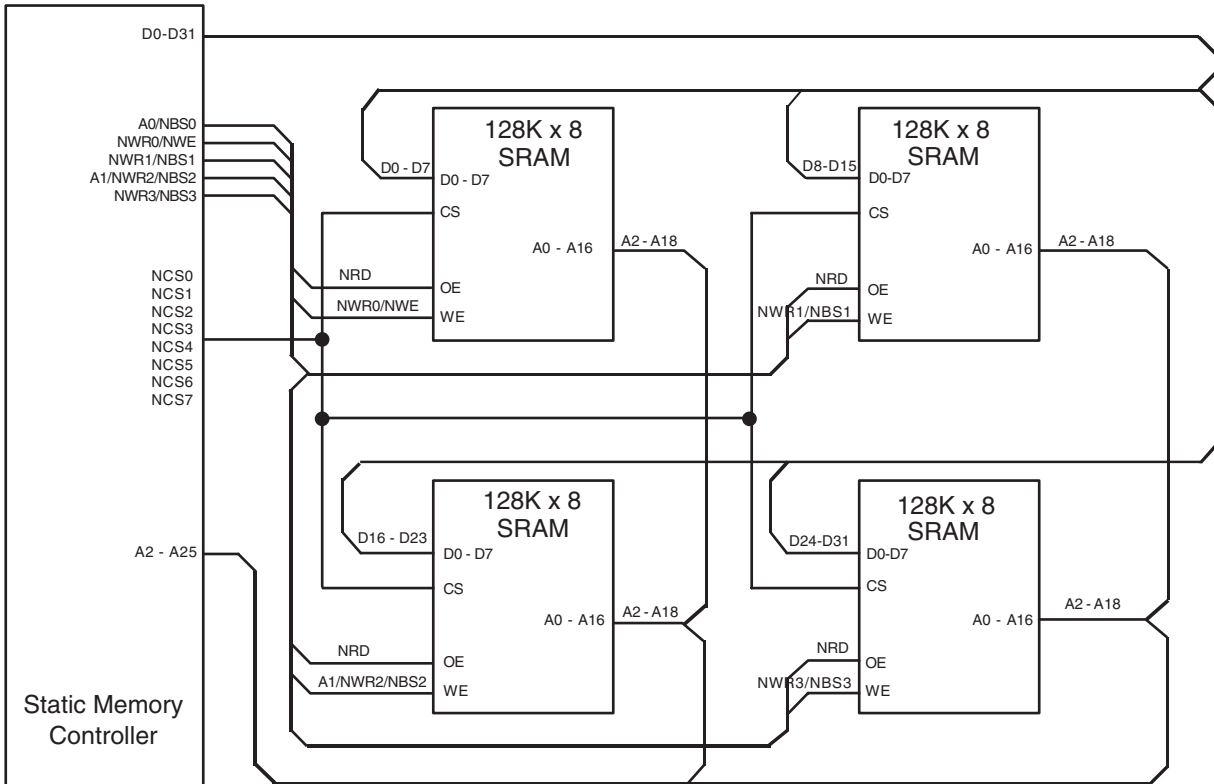 D0-D31
A0/NBS0
NWR0/NWE
NWR1/NBS1
A1/NWR2/NBS2
NWR3/NBS3
NCS0
NCS1
NCS2
NCS3
NCS4
NCS5
NCS6
NCS7
A2 - A25
Static Memory
Controller
128K x 8
SRAM
D0 - D7
D0 - D7
CS
A0 - A16
A2 - A18
NRD
OE
NWR0/NWE
WE
128K x 8
SRAM
D8-D15
D0-D7
CS
A0 - A16
A2 - A18
NRD
OE
NWR1/NBS1
WE
128K x 8
SRAM
D16 - D23
D0 - D7
CS
A0 - A16
A2 - A18
NRD
OE
A1/NWR2/NBS2
WE
128K x 8
SRAM
D24-D31
D0-D7
CS
A0 - A16
A2 - A18
NRD
OE
NWR3/NBS3
WE